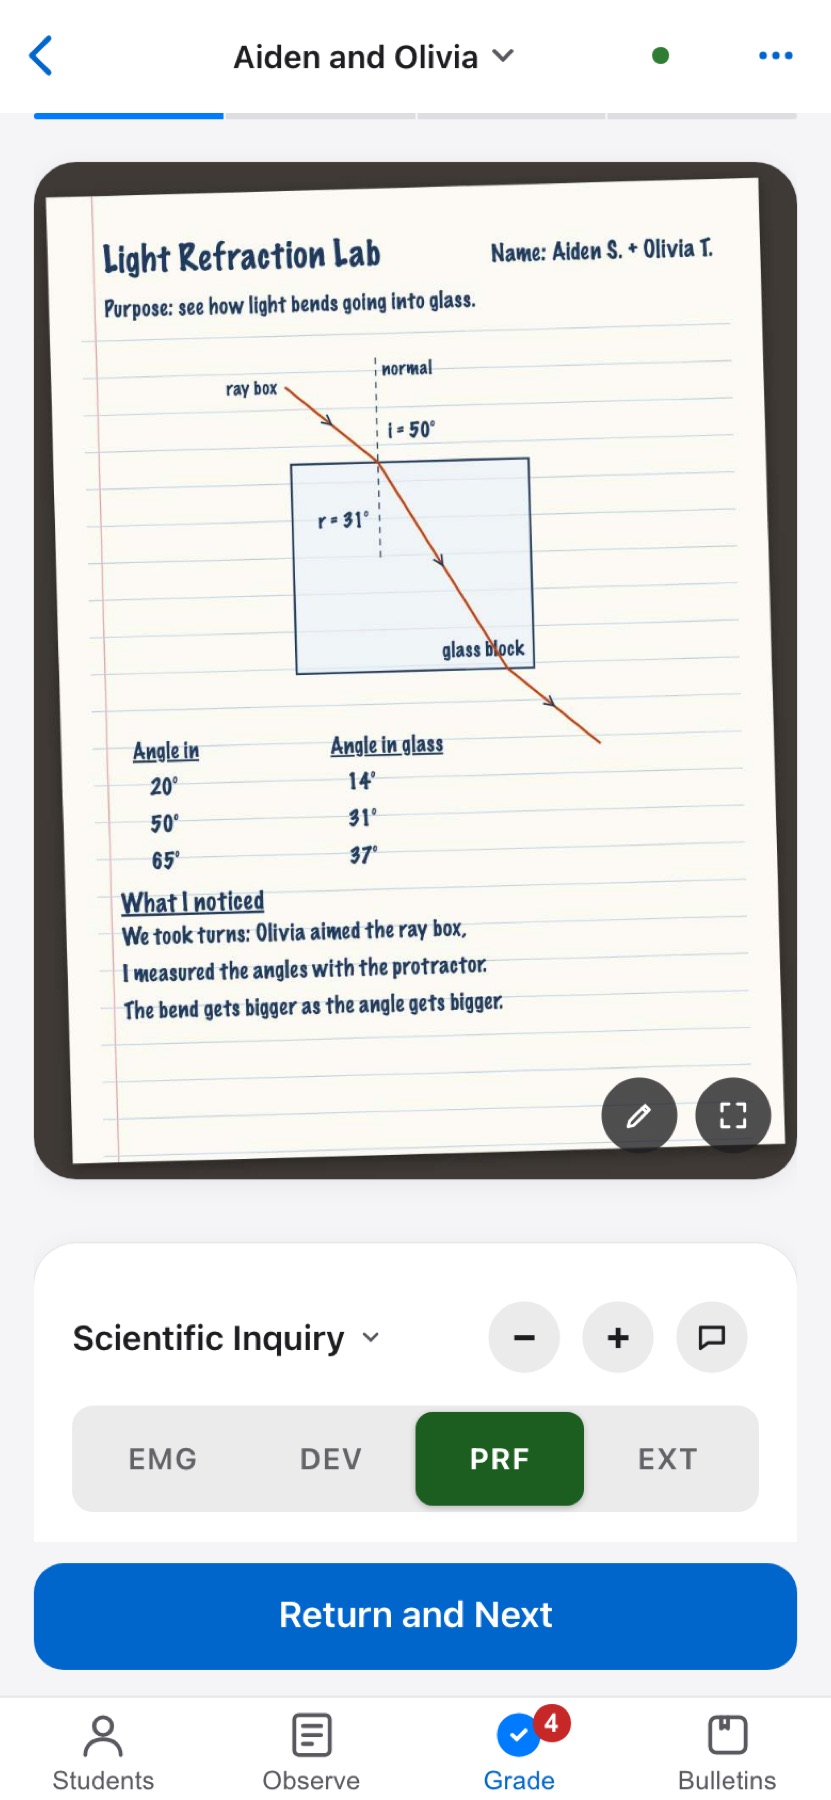 Aiden and Olivia
Light Refraction Lab
Name: Aiden S. + Olivia T.
Purpose: see how light bends going into glass.
normal
ray box
i = 50°
r = 31°
glass block
Angle in Angle in glass
20° 14°
50° 31°
65° 37°
What I noticed
We took turns: Olivia aimed the ray box,
I measured the angles with the protractor.
The bend gets bigger as the angle gets bigger.
Scientific Inquiry
EMG DEV PRF EXT
Return and Next
4
Students Observe Grade Bulletins